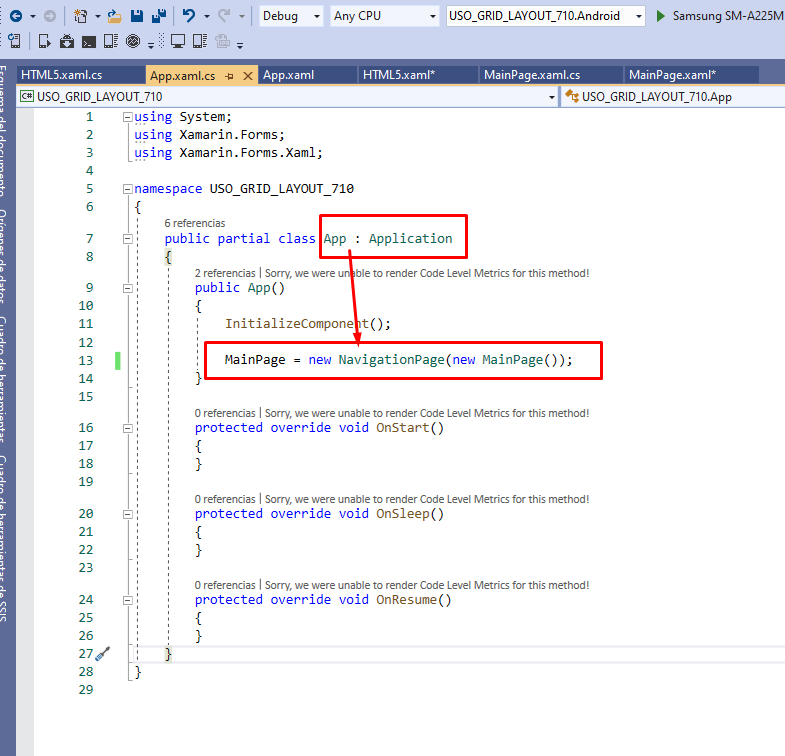 Debug
Any CPU
USO_GRID_LAYOUT_710.Android
Samsung SM-A225M
HTML5.xaml.cs
App.xaml.cs
App.xaml
HTML5.xaml*
MainPage.xaml.cs
MainPage.xaml*
C# USO_GRID_LAYOUT_710
USO_GRID_LAYOUT_710.App
Esquema del documento
Orígenes de datos
Cuadro de herramientas
Cuadro de herramientas de SSIS
1 using System;
2 using Xamarin.Forms;
3 using Xamarin.Forms.Xaml;
4
5 namespace USO_GRID_LAYOUT_710
6 {
6 referencias
7 public partial class App : Application
8 {
2 referencias | Sorry, we were unable to render Code Level Metrics for this method!
9 public App()
10 {
11 InitializeComponent();
12
13 MainPage = new NavigationPage(new MainPage());
14 }
15
0 referencias | Sorry, we were unable to render Code Level Metrics for this method!
16 protected override void OnStart()
17 {
18 }
19
0 referencias | Sorry, we were unable to render Code Level Metrics for this method!
20 protected override void OnSleep()
21 {
22 }
23
0 referencias | Sorry, we were unable to render Code Level Metrics for this method!
24 protected override void OnResume()
25 {
26 }
27 }
28 }
29